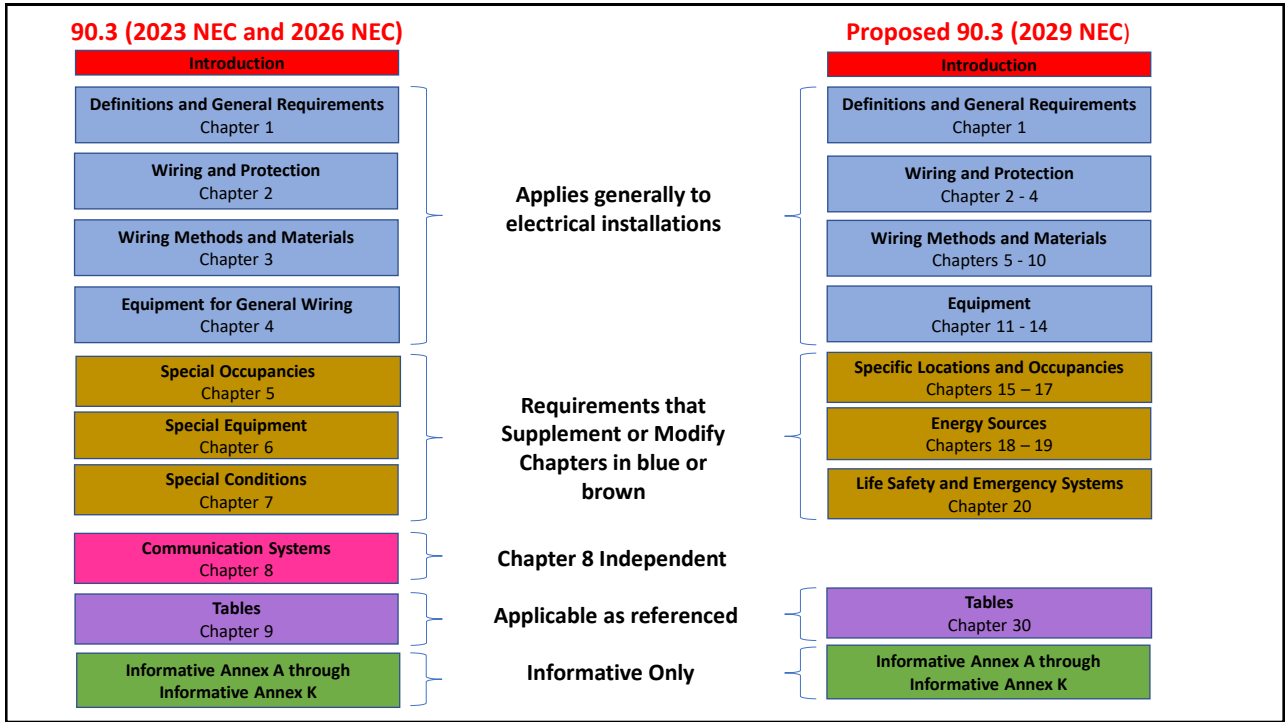 90.3 (2023 NEC and 2026 NEC)
Introduction
Definitions and General Requirements
Chapter 1
Wiring and Protection
Chapter 2
Wiring Methods and Materials
Chapter 3
Equipment for General Wiring
Chapter 4
Special Occupancies
Chapter 5
Special Equipment
Chapter 6
Special Conditions
Chapter 7
Communication Systems
Chapter 8
Tables
Chapter 9
Informative Annex A through
Informative Annex K
Applies generally to
electrical installations
Requirements that
Supplement or Modify
Chapters in blue or
brown
Chapter 8 Independent
Applicable as referenced
Informative Only
Proposed 90.3 (2029 NEC)
Introduction
Definitions and General Requirements
Chapter 1
Wiring and Protection
Chapter 2 - 4
Wiring Methods and Materials
Chapters 5 - 10
Equipment
Chapter 11 - 14
Specific Locations and Occupancies
Chapters 15 – 17
Energy Sources
Chapters 18 – 19
Life Safety and Emergency Systems
Chapter 20
Tables
Chapter 30
Informative Annex A through
Informative Annex K